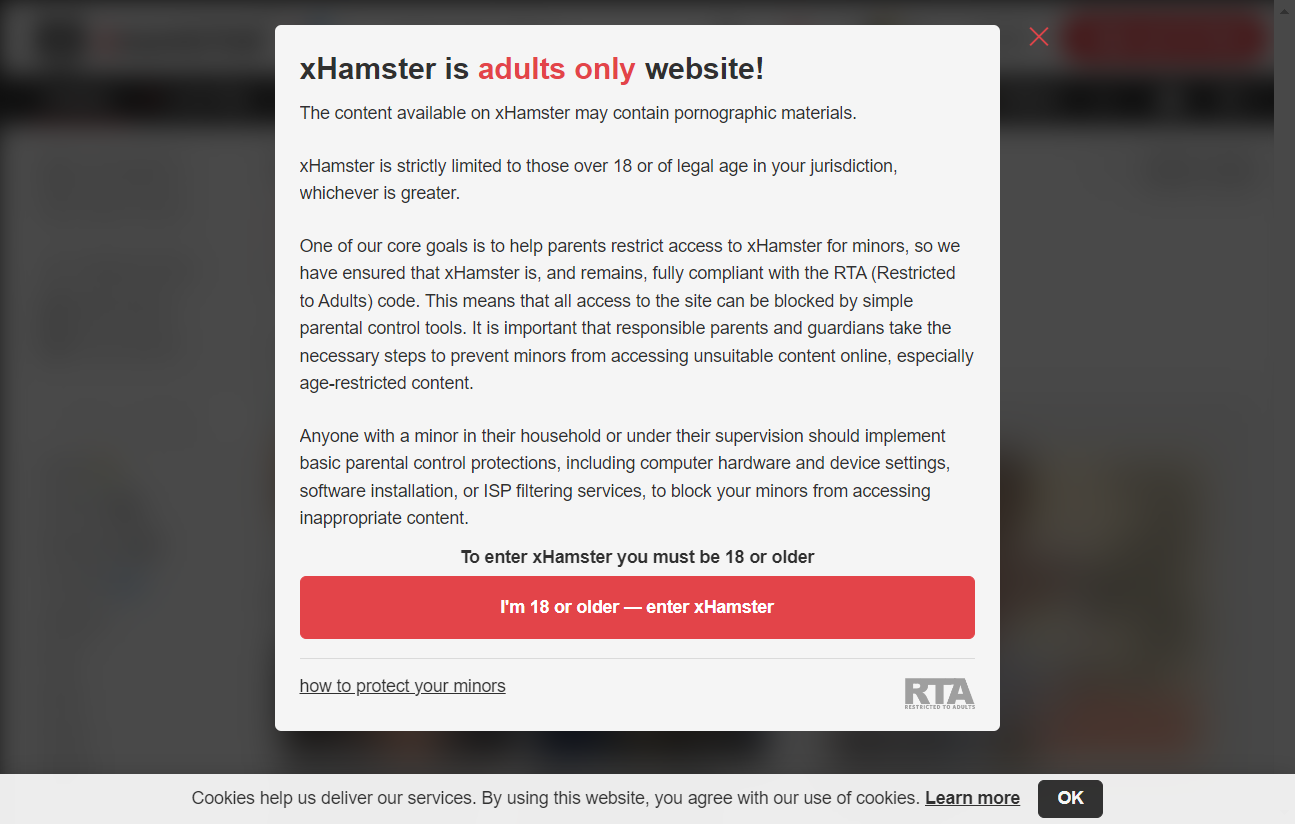 xHamster is adults only website!
The content available on xHamster may contain pornographic materials.
xHamster is strictly limited to those over 18 or of legal age in your jurisdiction,
whichever is greater.
One of our core goals is to help parents restrict access to xHamster for minors, so we
have ensured that xHamster is, and remains, fully compliant with the RTA (Restricted
to Adults) code. This means that all access to the site can be blocked by simple
parental control tools. It is important that responsible parents and guardians take the
necessary steps to prevent minors from accessing unsuitable content online, especially
age-restricted content.
Anyone with a minor in their household or under their supervision should implement
basic parental control protections, including computer hardware and device settings,
software installation, or ISP filtering services, to block your minors from accessing
inappropriate content.
To enter xHamster you must be 18 or older
I'm 18 or older — enter xHamster
how to protect your minors
RTA
RESTRICTED TO ADULTS
Cookies help us deliver our services. By using this website, you agree with our use of cookies. Learn more OK